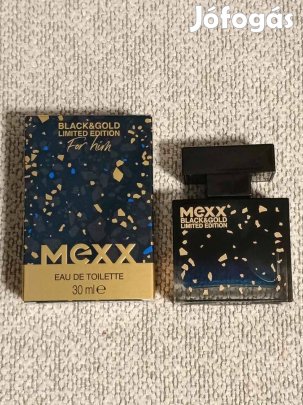 Jófogás
BLACK&GOLD
LIMITED EDITION
For him
MEXX
EAU DE TOILETTE
30 ml e
MEXX
BLACK&GOLD
LIMITED EDITION